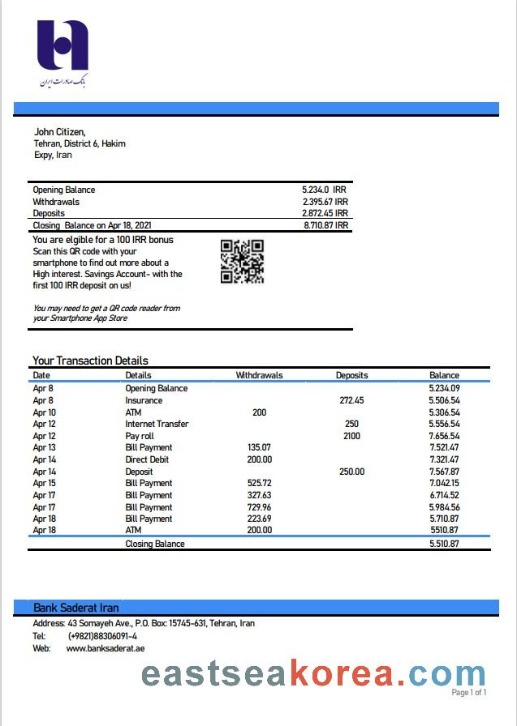 بانک صادرات ایران
John Citizen,
Tehran, District 6, Hakim
Expy, Iran
Opening Balance 5.234.0 IRR
Withdrawals 2.395.67 IRR
Deposits 2.872.45 IRR
Closing Balance on Apr 18, 2021 8.710.87 IRR
You are elgible for a 100 IRR bonus
Scan this QR code with your
smartphone to find out more about a
High interest. Savings Account- with the
first 100 IRR deposit on us!
You may need to get a QR code reader from
your Smartphone App Store
Your Transaction Details
Date Details Withdrawals Deposits Balance
Apr 8 Opening Balance 5.234.09
Apr 8 Insurance 272.45 5.506.54
Apr 10 ATM 200 5.306.54
Apr 12 Internet Transfer 250 5.556.54
Apr 12 Pay roll 2100 7.656.54
Apr 13 Bill Payment 135.07 7.521.47
Apr 14 Direct Debit 200.00 7.321.47
Apr 14 Deposit 250.00 7.567.87
Apr 15 Bill Payment 525.72 7.042.15
Apr 17 Bill Payment 327.63 6.714.52
Apr 17 Bill Payment 729.96 5.984.56
Apr 18 Bill Payment 223.69 5.710.87
Apr 18 ATM 200.00 5510.87
Closing Balance 5.510.87
Bank Saderat Iran
Address: 43 Somayeh Ave., P.O. Box: 15745-631, Tehran, Iran
Tel: (+9821)88306091-4
Web: www.banksaderat.ae
eastseakorea.com
Page 1 of 1